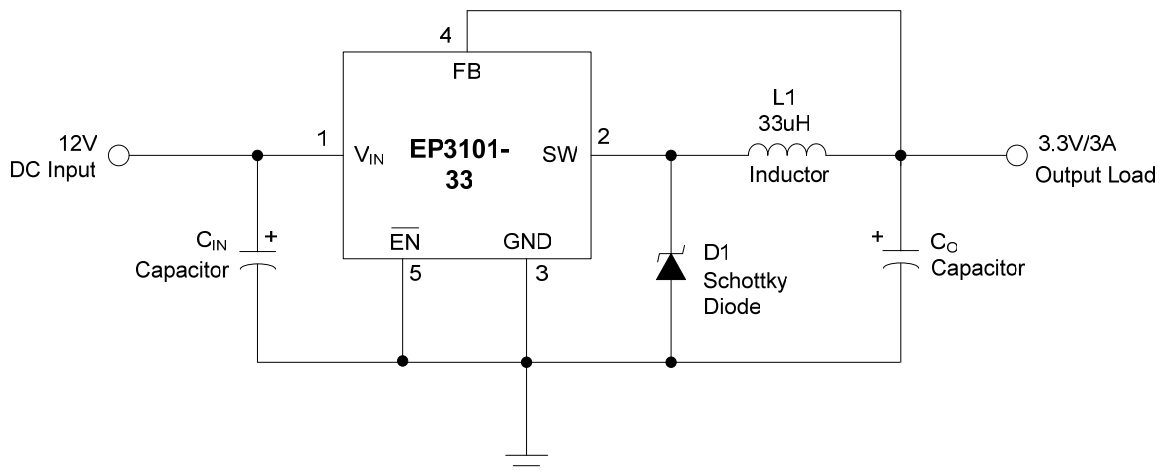 4
FB
L1
33uH
12V
DC Input
1
V_IN
EP3101-
33
SW
2
Inductor
3.3V/3A
Output Load
C_IN
Capacitor
+
EN
GND
5
3
D1
Schottky
Diode
+
C_O
Capacitor